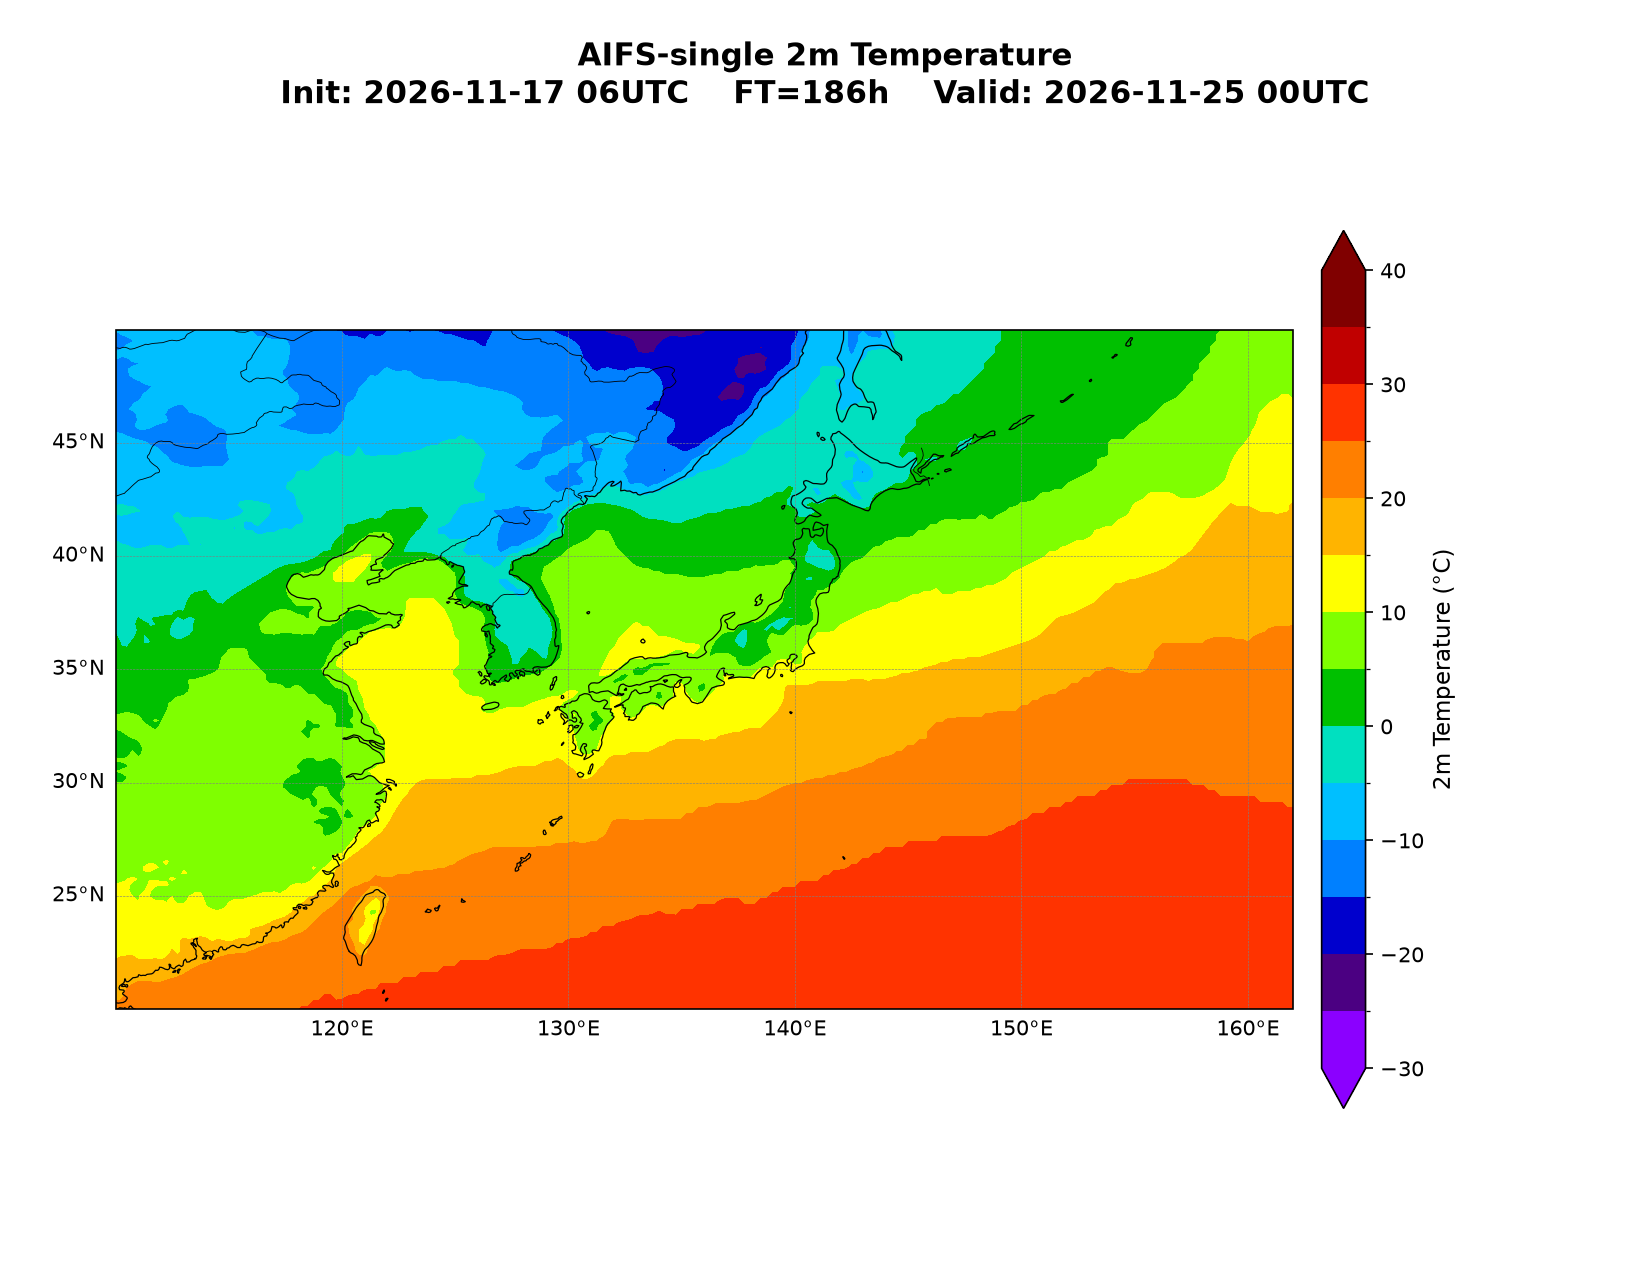 AIFS-single 2m Temperature
Init: 2026-11-17 06UTC    FT=186h    Valid: 2026-11-25 00UTC
45°N
40°N
35°N
30°N
25°N
120°E
130°E
140°E
150°E
160°E
40
30
20
10
0
−10
−20
−30
2m Temperature (°C)